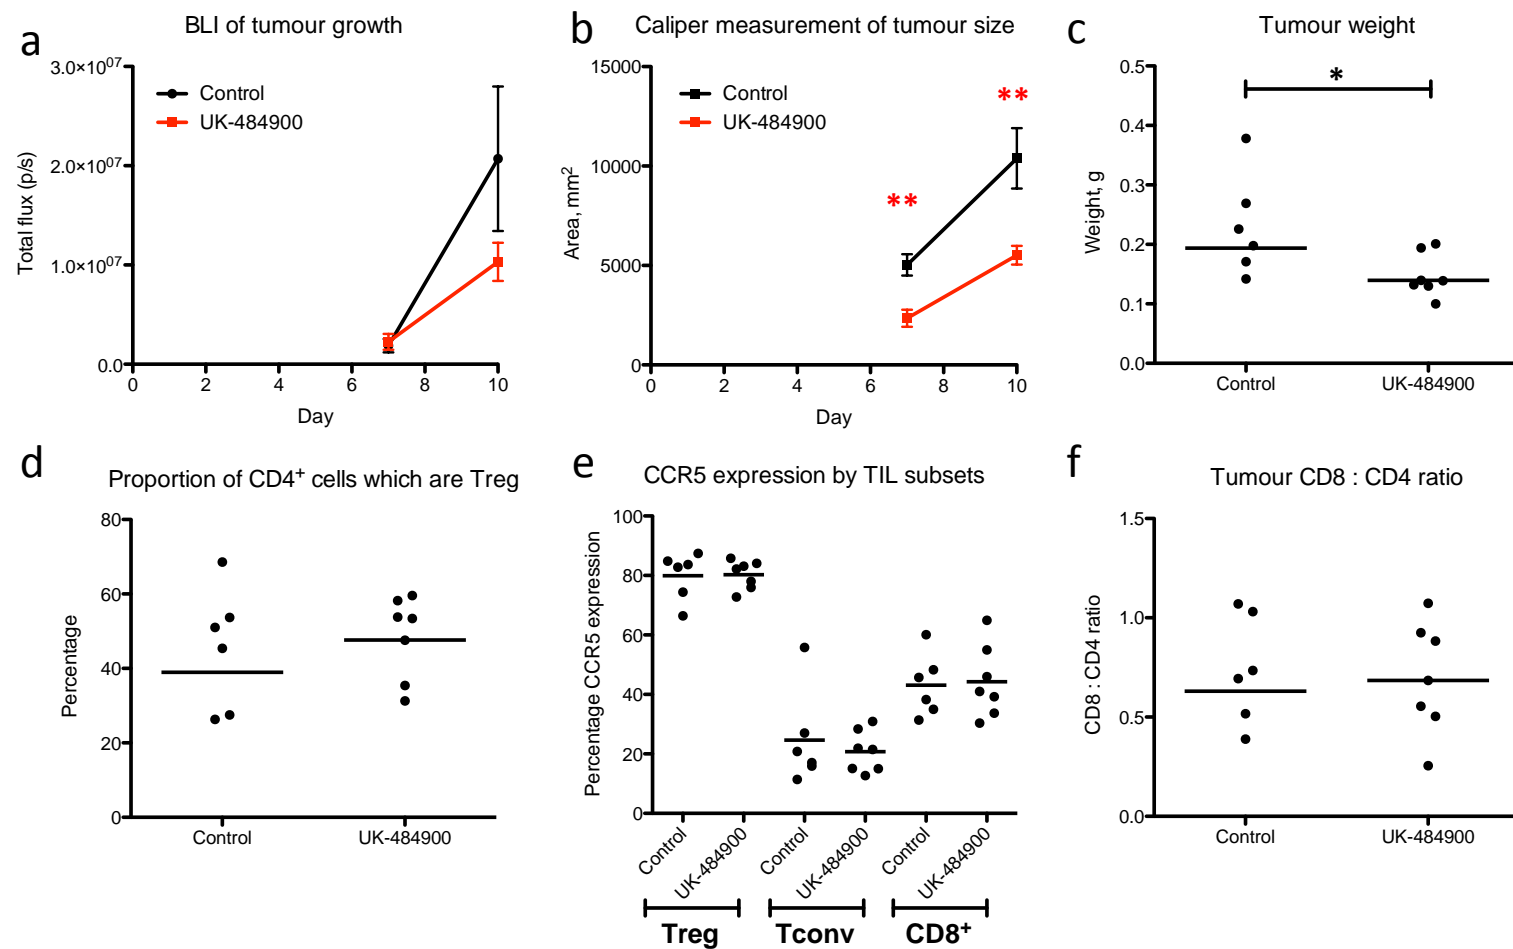 a
BLI of tumour growth
3.0×10⁰⁷
2.0×10⁰⁷
1.0×10⁰⁷
0.0
Total flux (p/s)
Control
UK-484900
0 2 4 6 8 10
Day
b
Caliper measurement of tumour size
15000
10000
5000
0
Area, mm²
Control
UK-484900
**
**
0 2 4 6 8 10
Day
c
Tumour weight
0.5
0.4
0.3
0.2
0.1
0.0
Weight, g
*
Control UK-484900
d
Proportion of CD4⁺ cells which are Treg
80
60
40
20
0
Percentage
Control UK-484900
e
CCR5 expression by TIL subsets
100
80
60
40
20
0
Percentage CCR5 expression
Control UK-484900 Control UK-484900 Control UK-484900
Treg Tconv CD8⁺
f
Tumour CD8 : CD4 ratio
1.5
1.0
0.5
0.0
CD8 : CD4 ratio
Control UK-484900